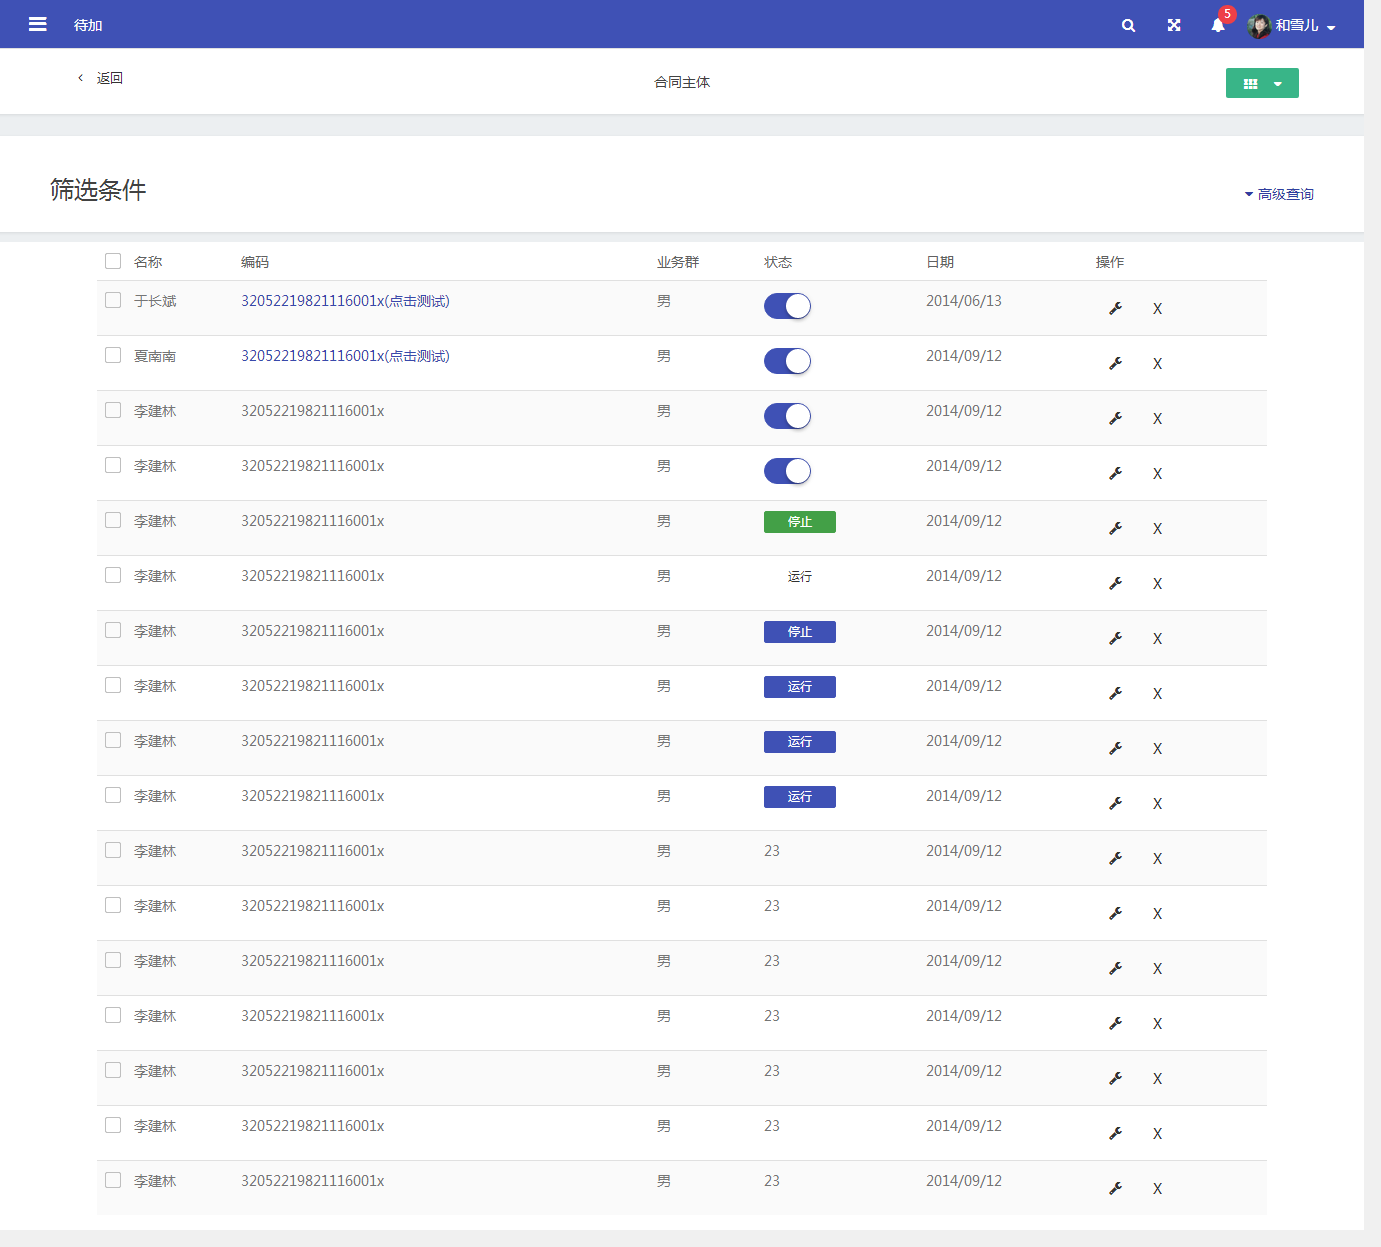 待加 5 和雪儿
返回 合同主体
筛选条件 高级查询
名称 编码 业务群 状态 日期 操作
于长斌 32052219821116001x(点击测试) 男 2014/06/13 X
夏南南 32052219821116001x(点击测试) 男 2014/09/12 X
李建林 32052219821116001x 男 2014/09/12 X
李建林 32052219821116001x 男 2014/09/12 X
李建林 32052219821116001x 男 停止 2014/09/12 X
李建林 32052219821116001x 男 运行 2014/09/12 X
李建林 32052219821116001x 男 停止 2014/09/12 X
李建林 32052219821116001x 男 运行 2014/09/12 X
李建林 32052219821116001x 男 运行 2014/09/12 X
李建林 32052219821116001x 男 运行 2014/09/12 X
李建林 32052219821116001x 男 23 2014/09/12 X
李建林 32052219821116001x 男 23 2014/09/12 X
李建林 32052219821116001x 男 23 2014/09/12 X
李建林 32052219821116001x 男 23 2014/09/12 X
李建林 32052219821116001x 男 23 2014/09/12 X
李建林 32052219821116001x 男 23 2014/09/12 X
李建林 32052219821116001x 男 23 2014/09/12 X